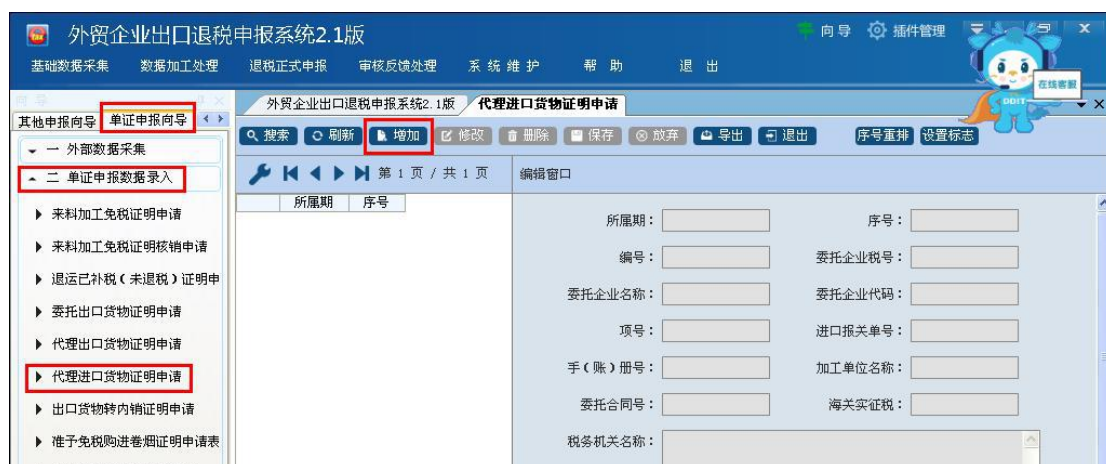 外贸企业出口退税申报系统2.1版
向导 插件管理
基础数据采集 数据加工处理 退税正式申报 审核反馈处理 系统维护 帮助 退出
在线客服
DDIT
向导
外贸企业出口退税申报系统2.1版 代理进口货物证明申请
其他申报向导 单证申报向导
搜索 刷新 增加 修改 删除 保存 放弃 导出 退出 序号重排 设置标志
一 外部数据采集
二 单证申报数据录入
来料加工免税证明申请
来料加工免税证明核销申请
退运已补税(未退税)证明申
委托出口货物证明申请
代理出口货物证明申请
代理进口货物证明申请
出口货物转内销证明申请
准予免税购进卷烟证明申请表
第 1 页 / 共 1 页
编辑窗口
所属期 序号
所属期: 序号:
编号: 委托企业税号:
委托企业名称: 委托企业代码:
项号: 进口报关单号:
手(账)册号: 加工单位名称:
委托合同号: 海关实征税:
税务机关名称: